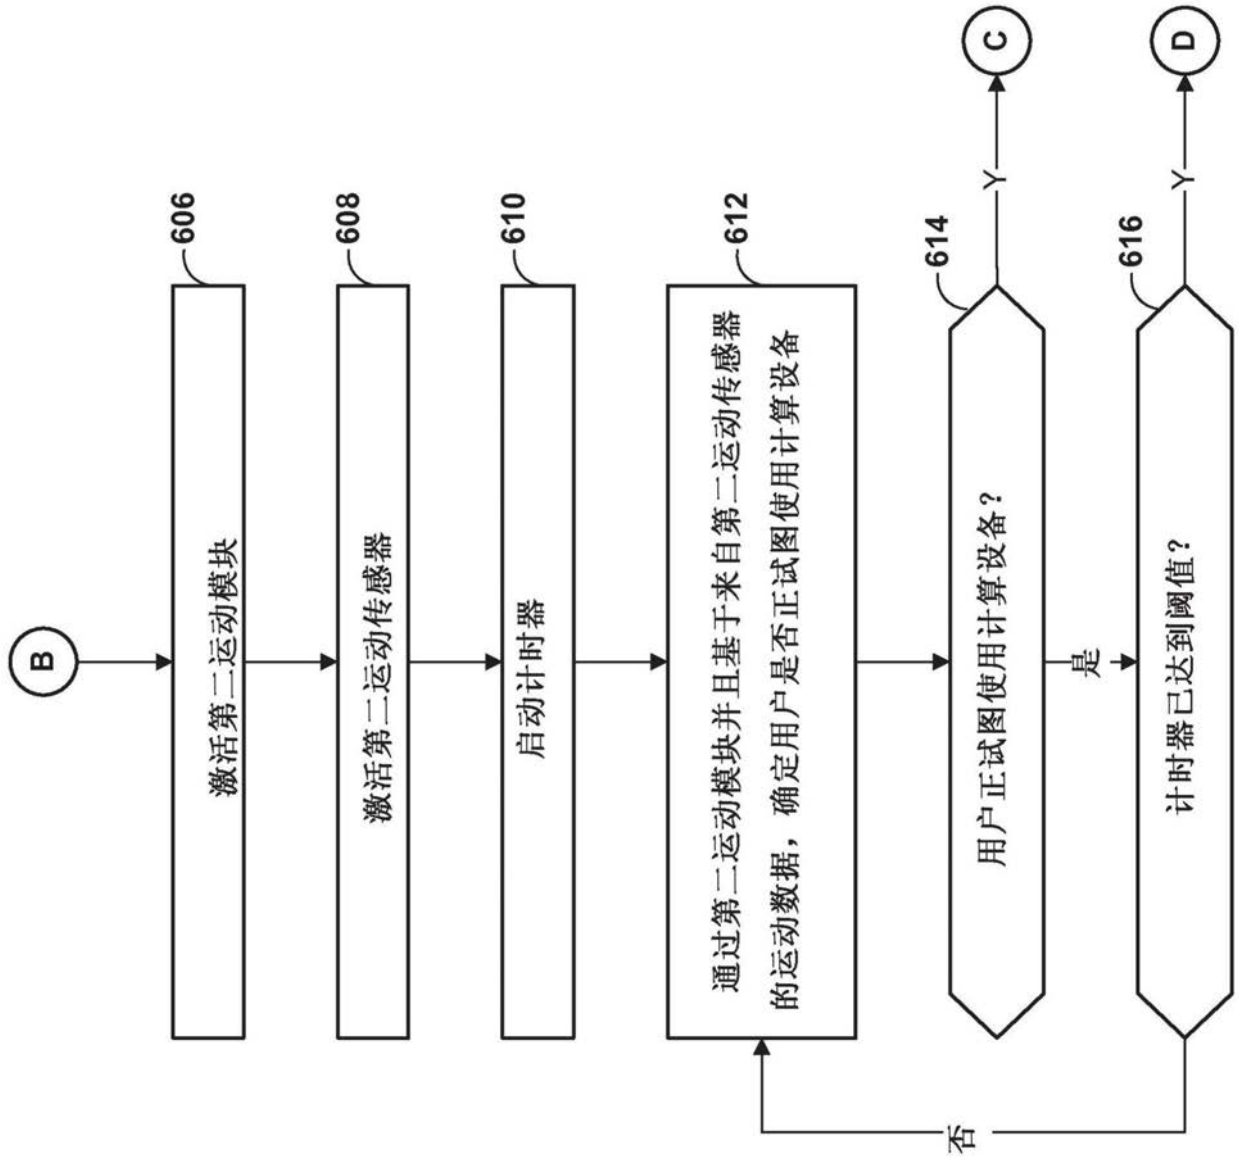 B
606
激活第二运动模块
608
激活第二运动传感器
610
启动计时器
612
通过第二运动模块并且基于来自第二运动传感器
的运动数据，确定用户是否正试图使用计算设备
614
用户正试图使用计算设备？
Y
C
是
616
计时器已达到阈值？
Y
D
否